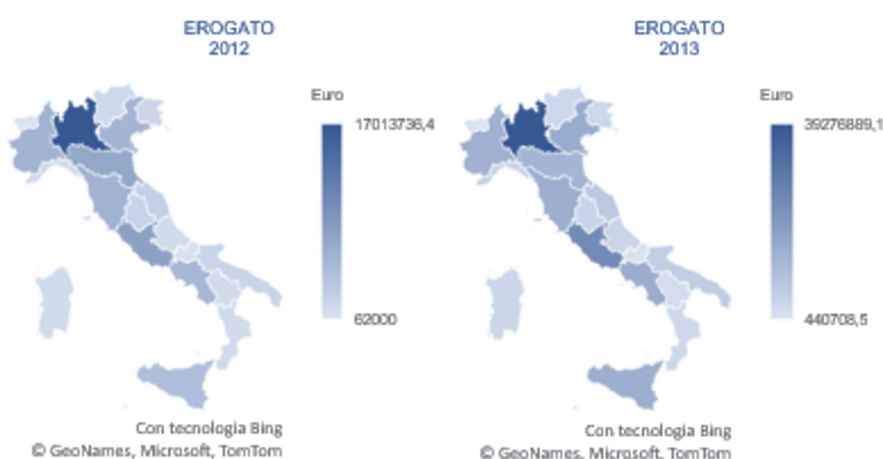 EROGATO
2012
Euro
17013736,4
62000
Con tecnologia Bing
© GeoNames, Microsoft, TomTom
EROGATO
2013
Euro
39276889,1
440708,5
Con tecnologia Bing
© GeoNames, Microsoft, TomTom